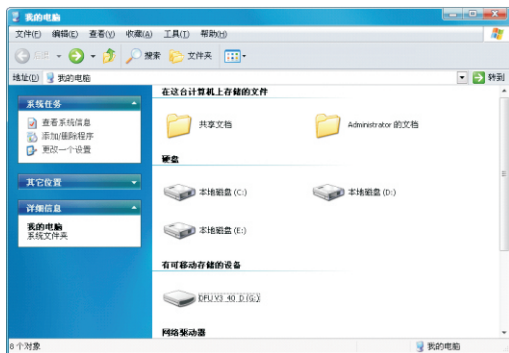 我的电脑
文件(F) 编辑(E) 查看(V) 收藏(A) 工具(T) 帮助(H)
后退 搜索 文件夹
地址(D) 我的电脑 转到
系统任务
查看系统信息
添加/删除程序
更改一个设置
其它位置
详细信息
我的电脑
系统文件夹
在这台计算机上存储的文件
共享文档 Administrator 的文档
硬盘
本地磁盘 (C:) 本地磁盘 (D:)
本地磁盘 (E:)
有可移动存储的设备
DFU V3_40_D (G:)
网络驱动器
8 个对象 我的电脑